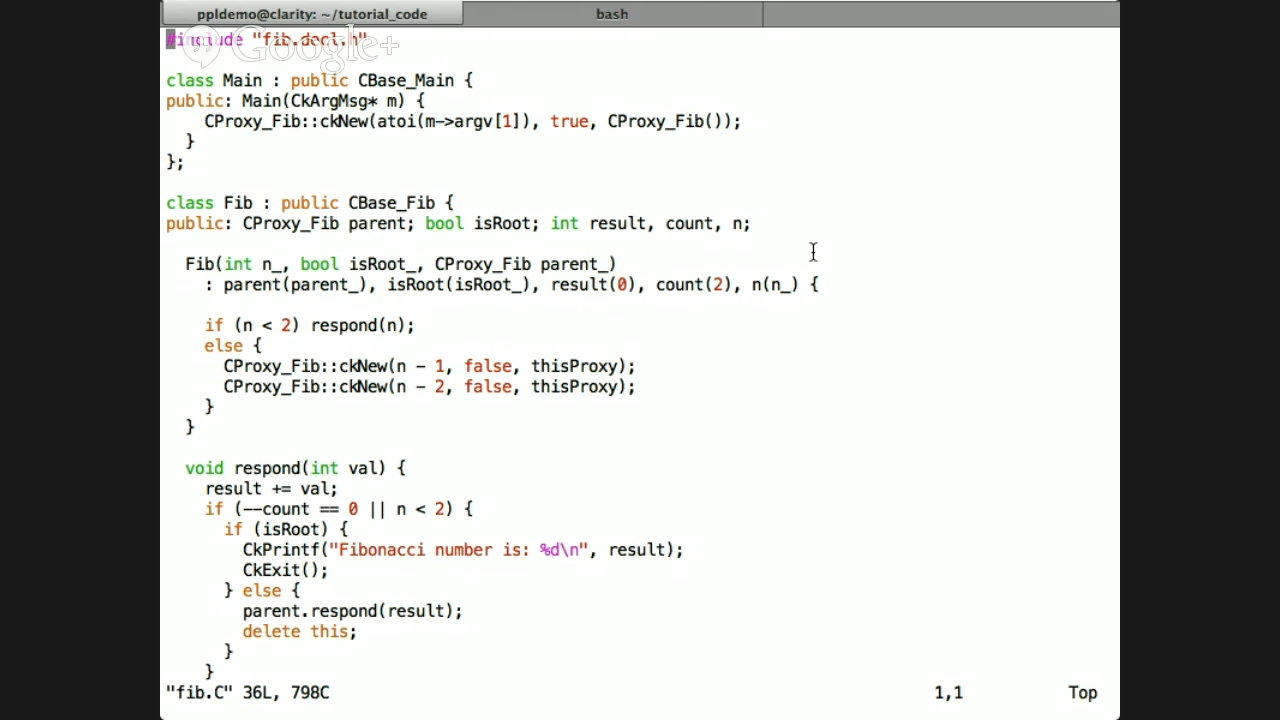 ppldemo@clarity: ~/tutorial_code
bash
#include "fib.decl.h"
Google+
class Main : public CBase_Main {
public: Main(CkArgMsg* m) {
    CProxy_Fib::ckNew(atoi(m->argv[1]), true, CProxy_Fib());
  }
};
class Fib : public CBase_Fib {
public: CProxy_Fib parent; bool isRoot; int result, count, n;
  Fib(int n_, bool isRoot_, CProxy_Fib parent_)
    : parent(parent_), isRoot(isRoot_), result(0), count(2), n(n_) {
    if (n < 2) respond(n);
    else {
      CProxy_Fib::ckNew(n - 1, false, thisProxy);
      CProxy_Fib::ckNew(n - 2, false, thisProxy);
    }
  }
  void respond(int val) {
    result += val;
    if (--count == 0 || n < 2) {
      if (isRoot) {
        CkPrintf("Fibonacci number is: %d\n", result);
        CkExit();
      } else {
        parent.respond(result);
        delete this;
      }
    }
"fib.C" 36L, 798C
1,1
Top